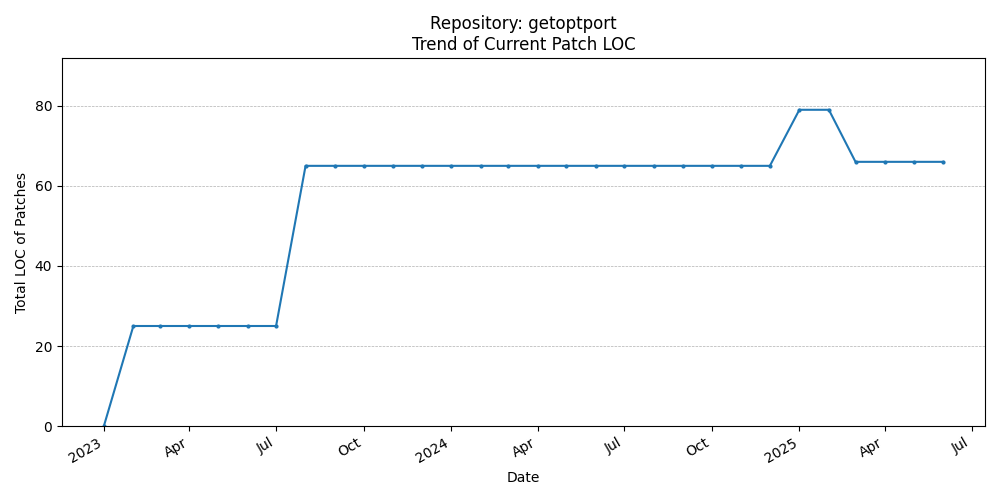 Repository: getoptport
Trend of Current Patch LOC
Total LOC of Patches
80
60
40
20
0
2023
Apr
Jul
Oct
2024
Apr
Jul
Oct
2025
Apr
Jul
Date